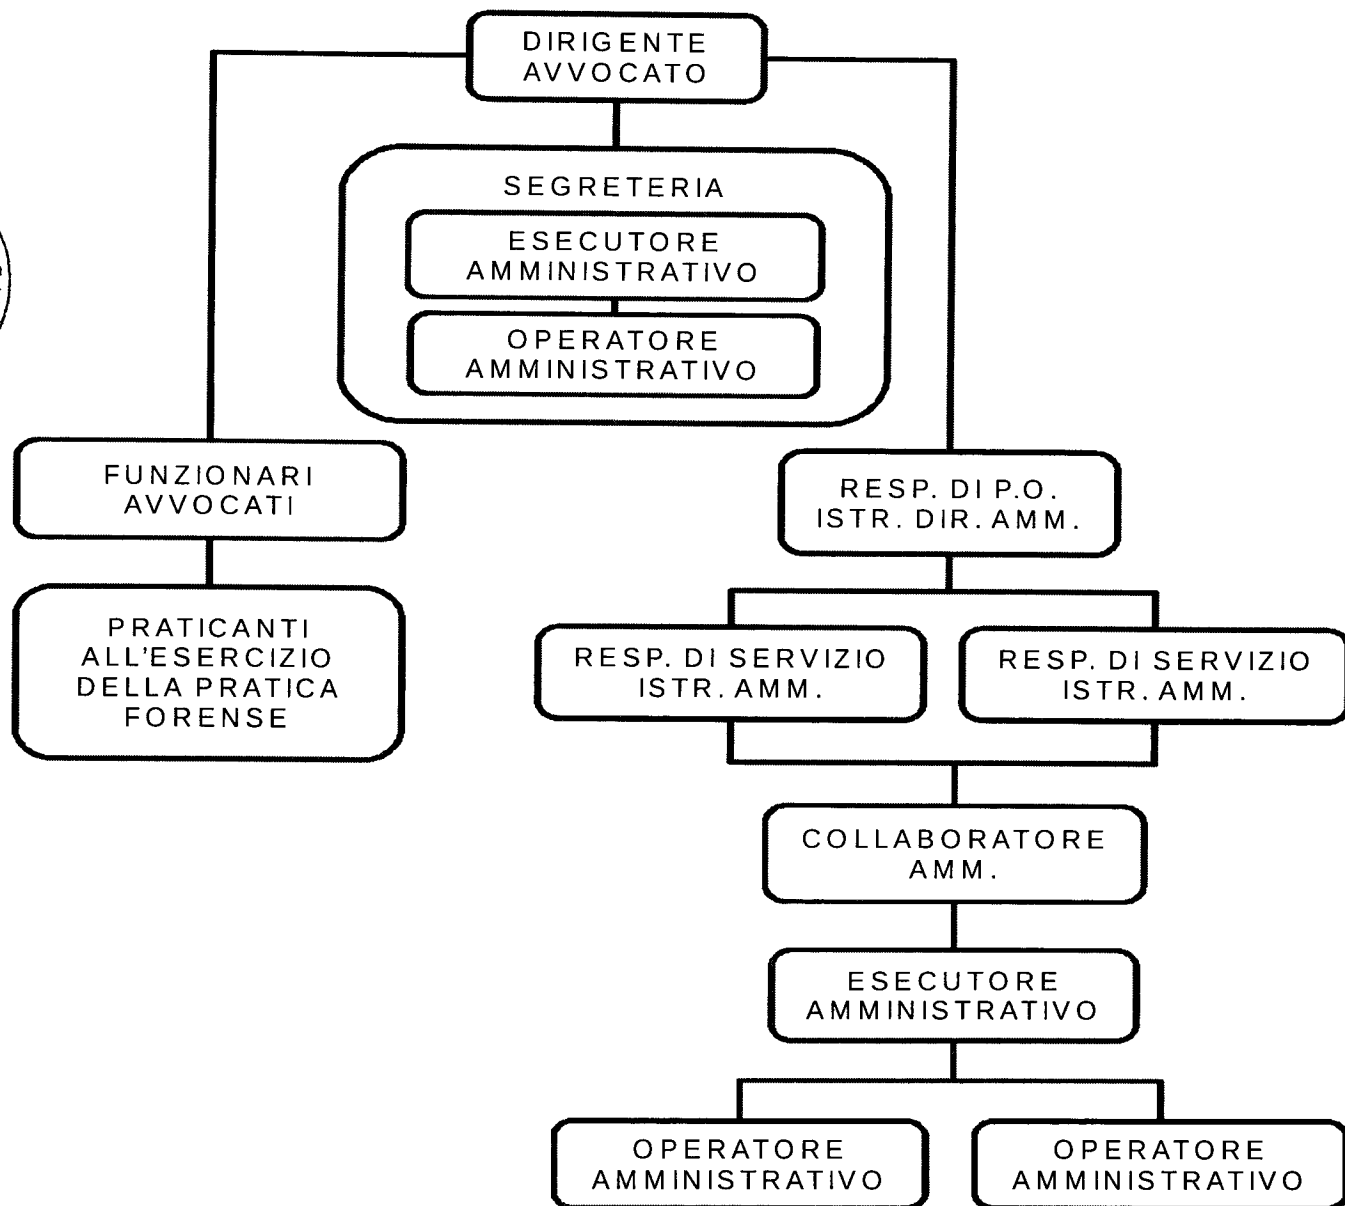 DIRIGENTE
AVVOCATO
SEGRETERIA
ESECUTORE
AMMINISTRATIVO
OPERATORE
AMMINISTRATIVO
FUNZIONARI
AVVOCATI
RESP. DI P.O.
ISTR. DIR. AMM.
PRATICANTI
ALL'ESERCIZIO
DELLA PRATICA
FORENSE
RESP. DI SERVIZIO
ISTR. AMM.
RESP. DI SERVIZIO
ISTR. AMM.
COLLABORATORE
AMM.
ESECUTORE
AMMINISTRATIVO
OPERATORE
AMMINISTRATIVO
OPERATORE
AMMINISTRATIVO